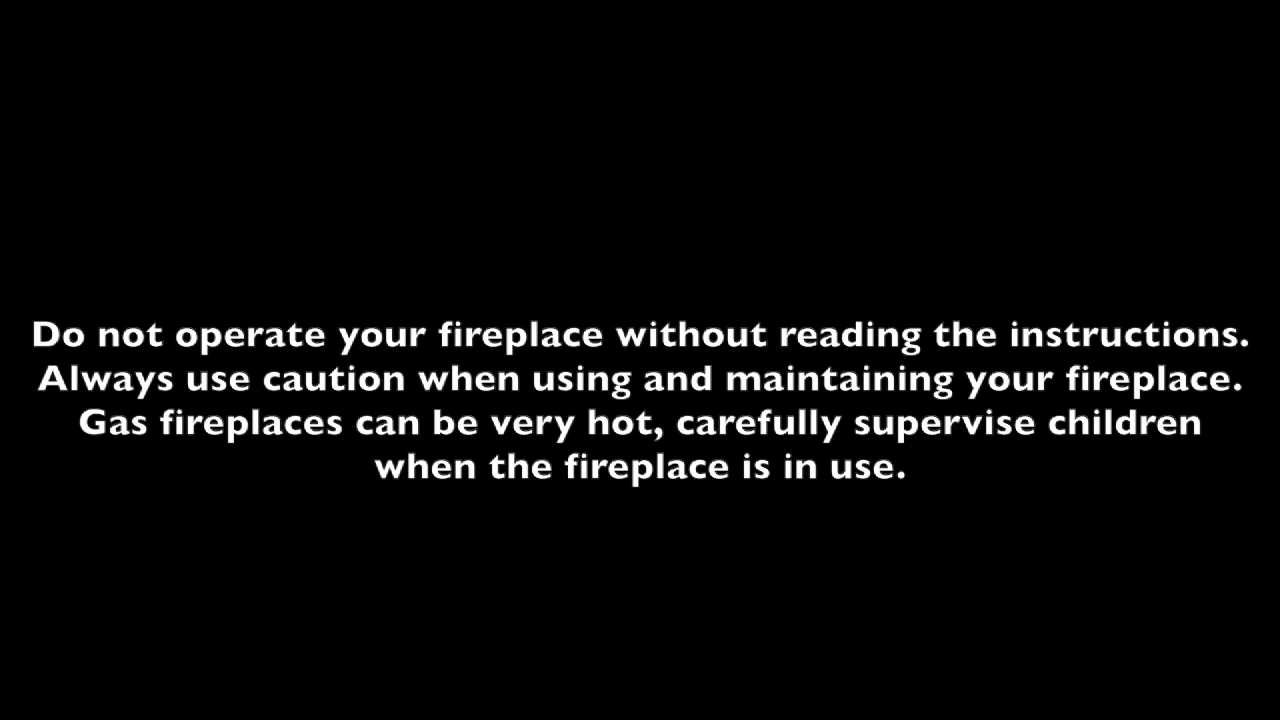 Do not operate your fireplace without reading the instructions.
Always use caution when using and maintaining your fireplace.
Gas fireplaces can be very hot, carefully supervise children
when the fireplace is in use.